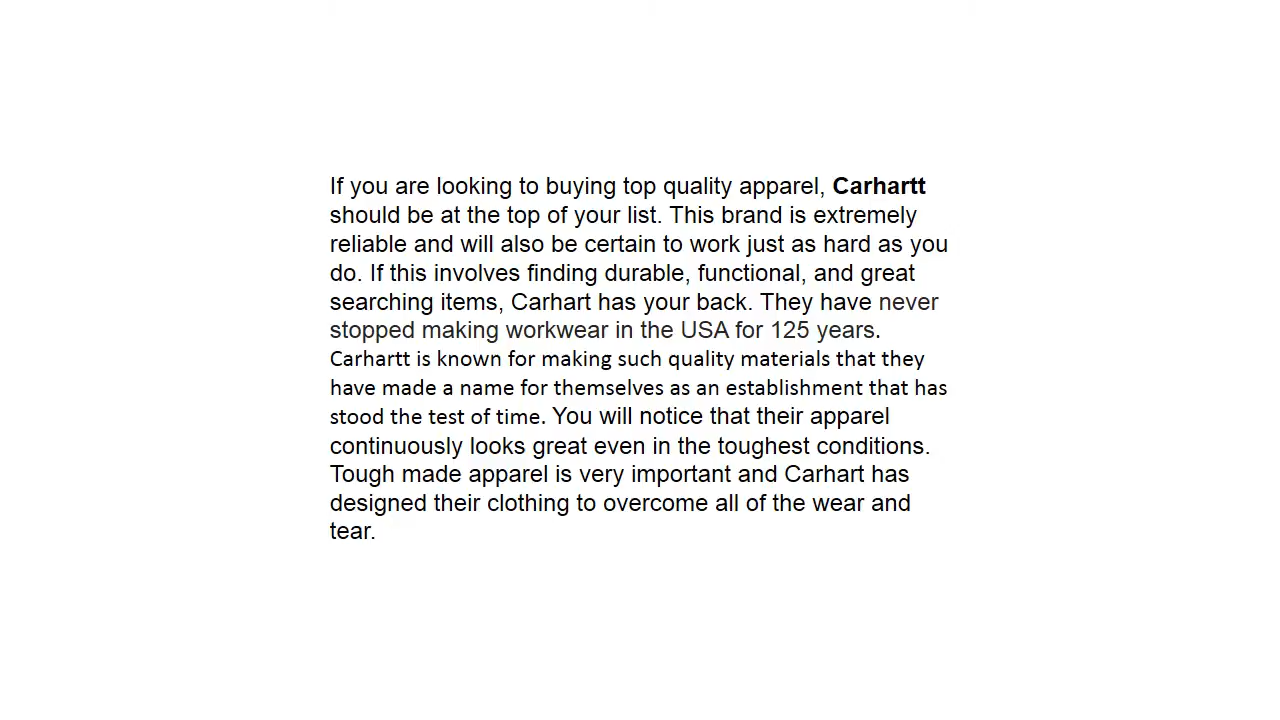 If you are looking to buying top quality apparel, Carhartt
should be at the top of your list. This brand is extremely
reliable and will also be certain to work just as hard as you
do. If this involves finding durable, functional, and great
searching items, Carhart has your back. They have never
stopped making workwear in the USA for 125 years.
Carhartt is known for making such quality materials that they
have made a name for themselves as an establishment that has
stood the test of time. You will notice that their apparel
continuously looks great even in the toughest conditions.
Tough made apparel is very important and Carhart has
designed their clothing to overcome all of the wear and
tear.